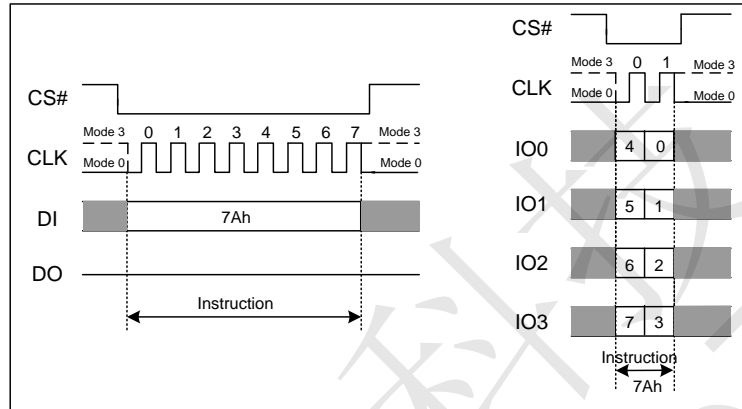 CS#
Mode 3 0 1 2 3 4 5 6 7 Mode 3
CLK
Mode 0 Mode 0
DI 7Ah
DO
Instruction
CS#
Mode 3 0 1 Mode 3
CLK
Mode 0 Mode 0
IO0 4 0
IO1 5 1
IO2 6 2
IO3 7 3
Instruction
7Ah